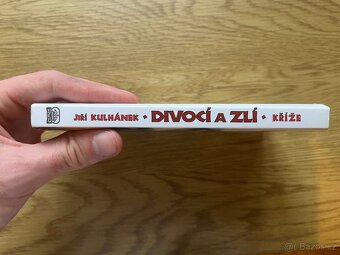 JIŘÍ KULHÁNEK • DIVOCÍ A ZLÍ • KŘÍŽE